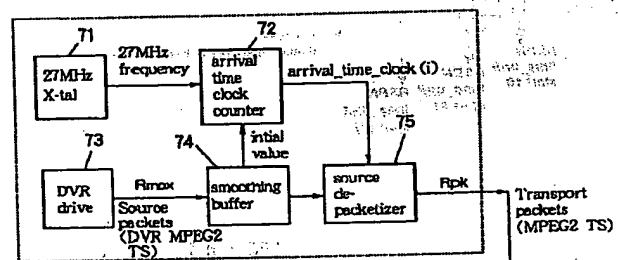 71
27MHz
X-tal
27MHz
frequency
72
arrival
time
clock
counter
arrival_time_clock(i)
intial
value
73
DVR
drive
Rmax
Source
packets
(DVR MPEG2
TS)
74
smoothing
buffer
75
source
de-
packetizer
Rpk
Transport
packets
(MPEG2 TS)